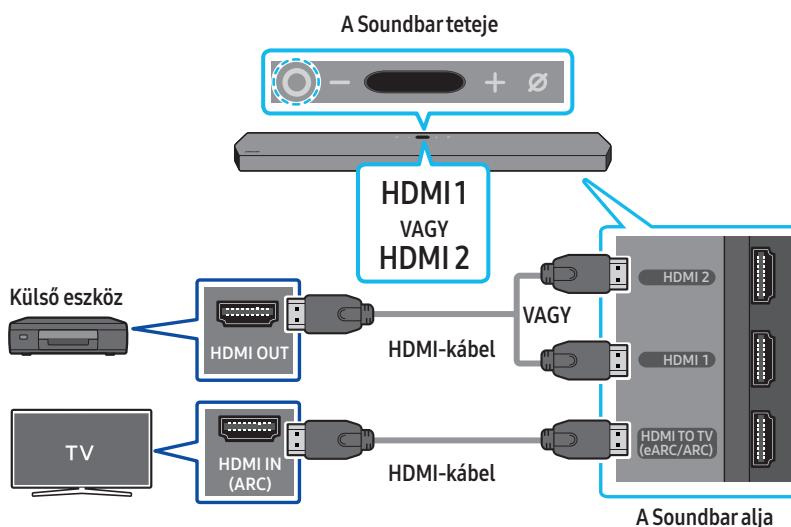 A Soundbar teteje
HDMI 1
VAGY
HDMI 2
Külső eszköz
HDMI OUT
HDMI-kábel
VAGY
HDMI 2
HDMI 1
TV
HDMI IN
(ARC)
HDMI-kábel
HDMI TO TV
(eARC/ARC)
A Soundbar alja